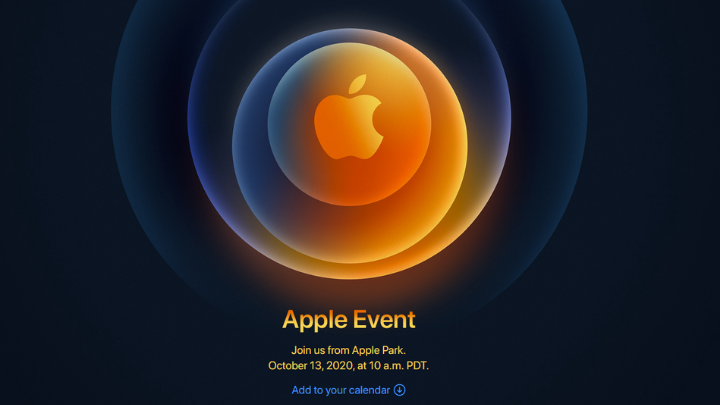 Apple Event
Join us from Apple Park.
October 13, 2020, at 10 a.m. PDT.
Add to your calendar